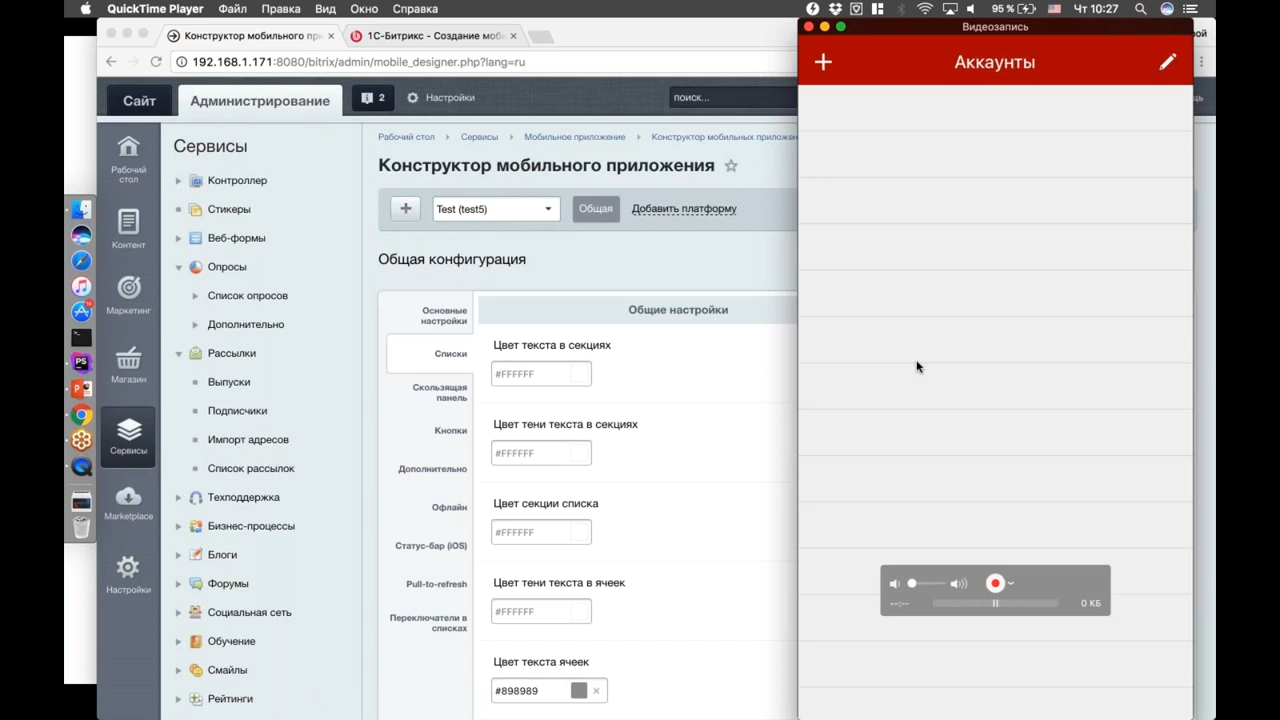 QuickTime Player Файл Правка Вид Окно Справка
95 % Чт 10:27
Конструктор мобильного пр
1С-Битрикс - Создание моб
192.168.1.171:8080/bitrix/admin/mobile_designer.php?lang=ru
Сайт
Администрирование
2
Настройки
поиск...
Рабочий стол
Контент
Маркетинг
Магазин
Сервисы
Marketplace
Настройки
Сервисы
Контроллер
Стикеры
Веб-формы
Опросы
Список опросов
Дополнительно
Рассылки
Выпуски
Подписчики
Импорт адресов
Список рассылок
Техподдержка
Бизнес-процессы
Блоги
Форумы
Социальная сеть
Обучение
Смайлы
Рейтинги
Рабочий стол Сервисы Мобильное приложение Конструктор мобильных приложен
Конструктор мобильного приложения
+
Test (test5)
Общая
Добавить платформу
Общая конфигурация
Основные
настройки
Списки
Скользящая
панель
Кнопки
Дополнительно
Офлайн
Статус-бар (iOS)
Pull-to-refresh
Переключатели в
списках
Общие настройки
Цвет текста в секциях
#FFFFFF
Цвет тени текста в секциях
#FFFFFF
Цвет секции списка
#FFFFFF
Цвет тени текста в ячеек
#FFFFFF
Цвет текста ячеек
#898989
Видеозапись
Аккаунты
--:--
0 КБ